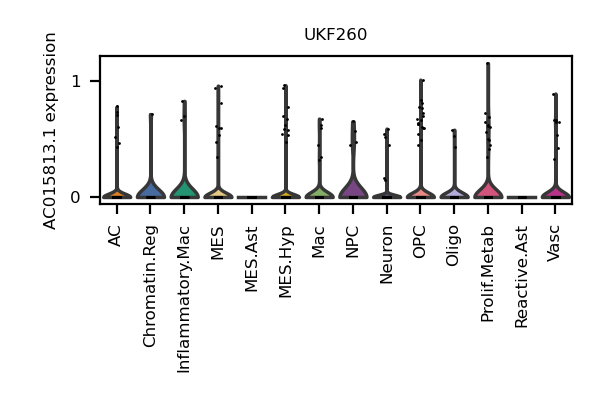 UKF260
AC015813.1 expression
1
0
AC
Chromatin.Reg
Inflammatory.Mac
MES
MES.Ast
MES.Hyp
Mac
NPC
Neuron
OPC
Oligo
Prolif.Metab
Reactive.Ast
Vasc